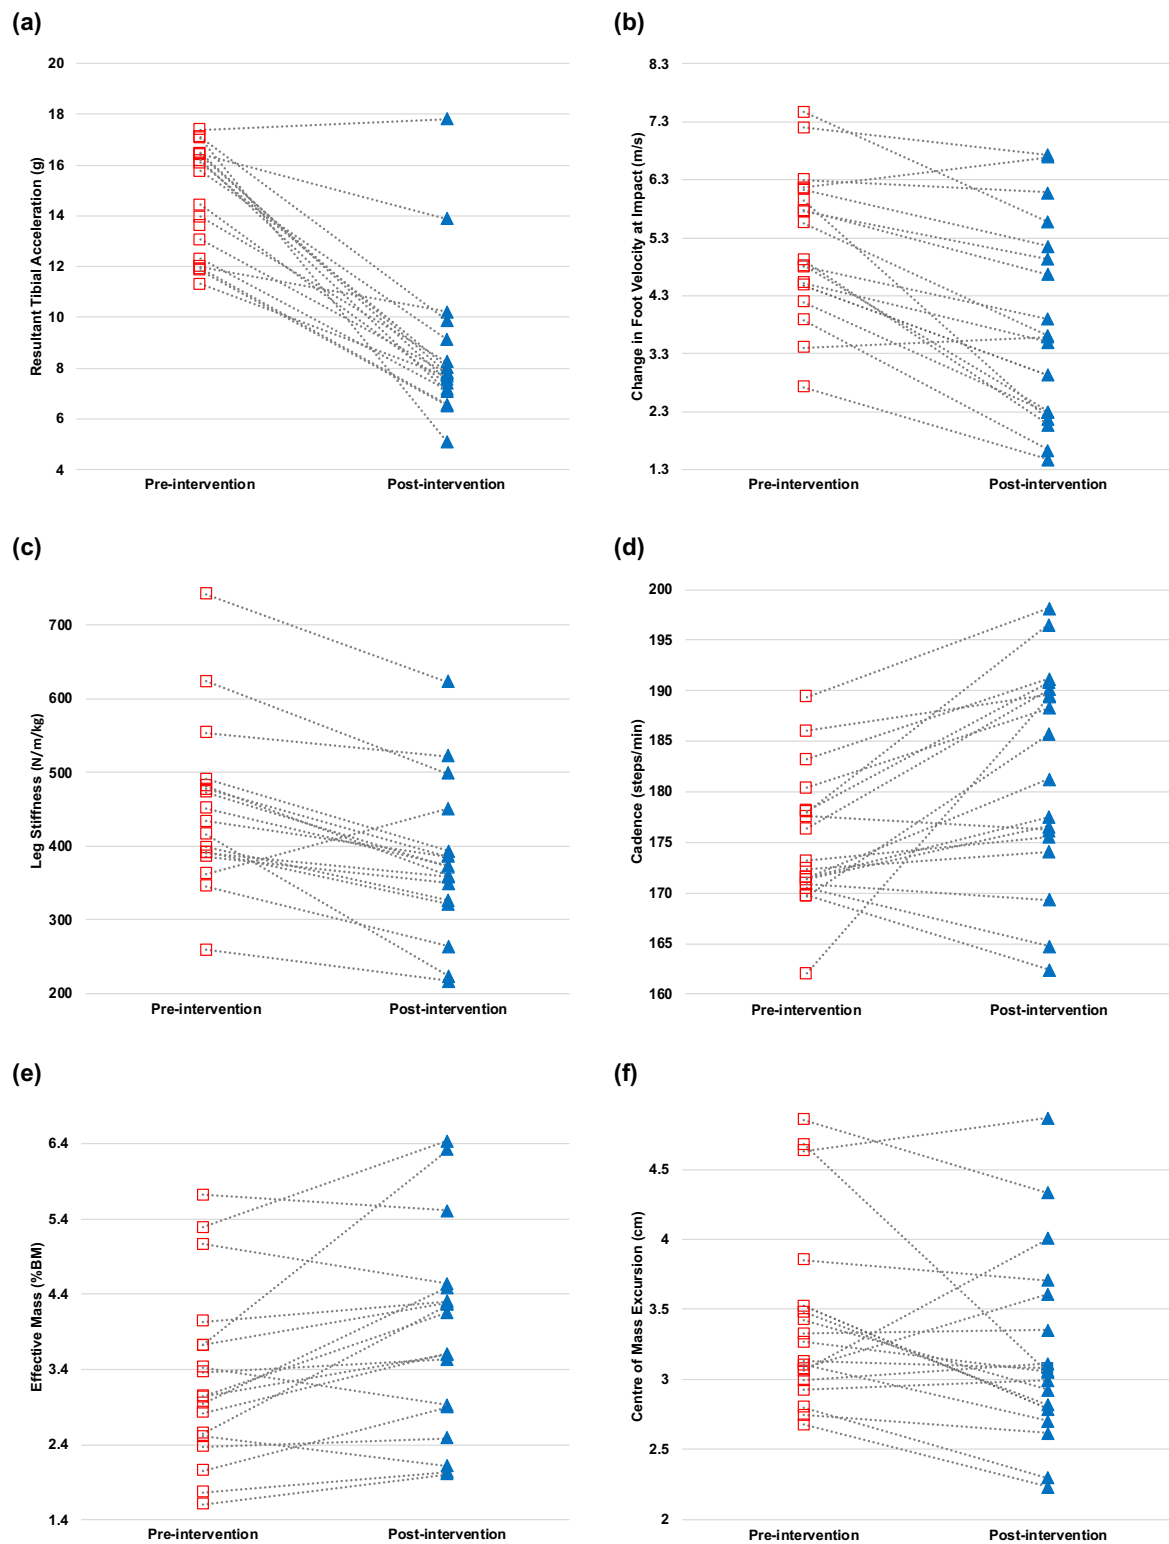 (a)
(b)
20
18
16
14
12
10
8
6
4
Resultant Tibial Acceleration (g)
Pre-intervention
Post-intervention
8.3
7.3
6.3
5.3
4.3
3.3
2.3
1.3
Change in Foot Velocity at Impact (m/s)
Pre-intervention
Post-intervention
(c)
(d)
700
600
500
400
300
200
Leg Stiffness (N/m/kg)
Pre-intervention
Post-intervention
200
195
190
185
180
175
170
165
160
Cadence (steps/min)
Pre-intervention
Post-intervention
(e)
(f)
6.4
5.4
4.4
3.4
2.4
1.4
Effective Mass (%BM)
Pre-intervention
Post-intervention
4.5
4
3.5
3
2.5
2
Centre of Mass Excursion (cm)
Pre-intervention
Post-intervention